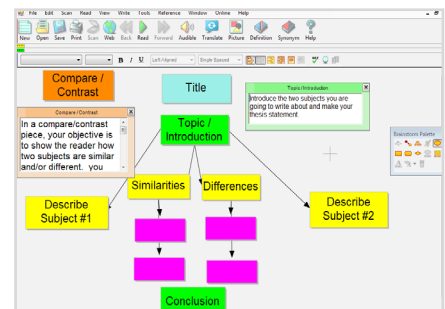 File Edit Scan Read View Write Tools Reference Window Online Help
New Open Save Print Scan Web Back Read Forward Audible Translate Picture Definition Synonym Help
B I U Left Aligned Single Spaced
Compare /
Contrast
Title
Topic/Introduction
Introduce the two subjects you are
going to write about and make your
thesis statement
Compare/Contrast
In a compare/contrast
piece, your objective is
to show the reader how
two subjects are similar
and/or different. you
Topic /
Introduction
Brainstorm Palette
Similarities
Differences
Describe
Subject #1
Describe
Subject #2
Conclusion